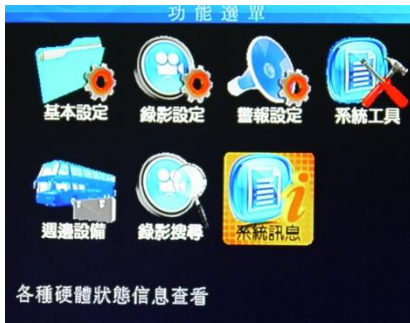 功能選單
基本設定 錄影設定 警報設定 系統工具
週邊設備 錄影搜尋 系統訊息
各種硬體狀態信息查看